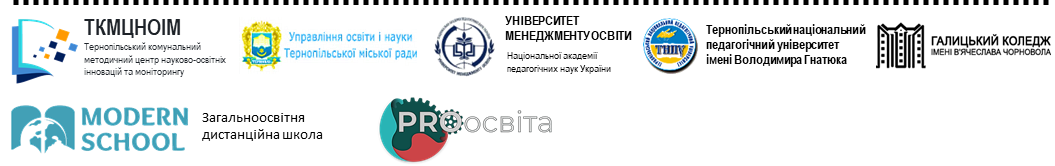 ТКМЦНОІМ
Тернопільський комунальний
методичний центр науково-освітніх
інновацій та моніторингу
Управління освіти і науки
Тернопільської міської ради
УНІВЕРСИТЕТ
МЕНЕДЖМЕНТУ ОСВІТИ
Національної академії
педагогічних наук України
ТНПУ
Тернопільський національний
педагогічний університет
імені Володимира Гнатюка
ГАЛИЦЬКИЙ КОЛЕДЖ
ІМЕНІ В'ЯЧЕСЛАВА ЧОРНОВОЛА
MODERN
SCHOOL
Загальноосвітня
дистанційна школа
PROосвіта